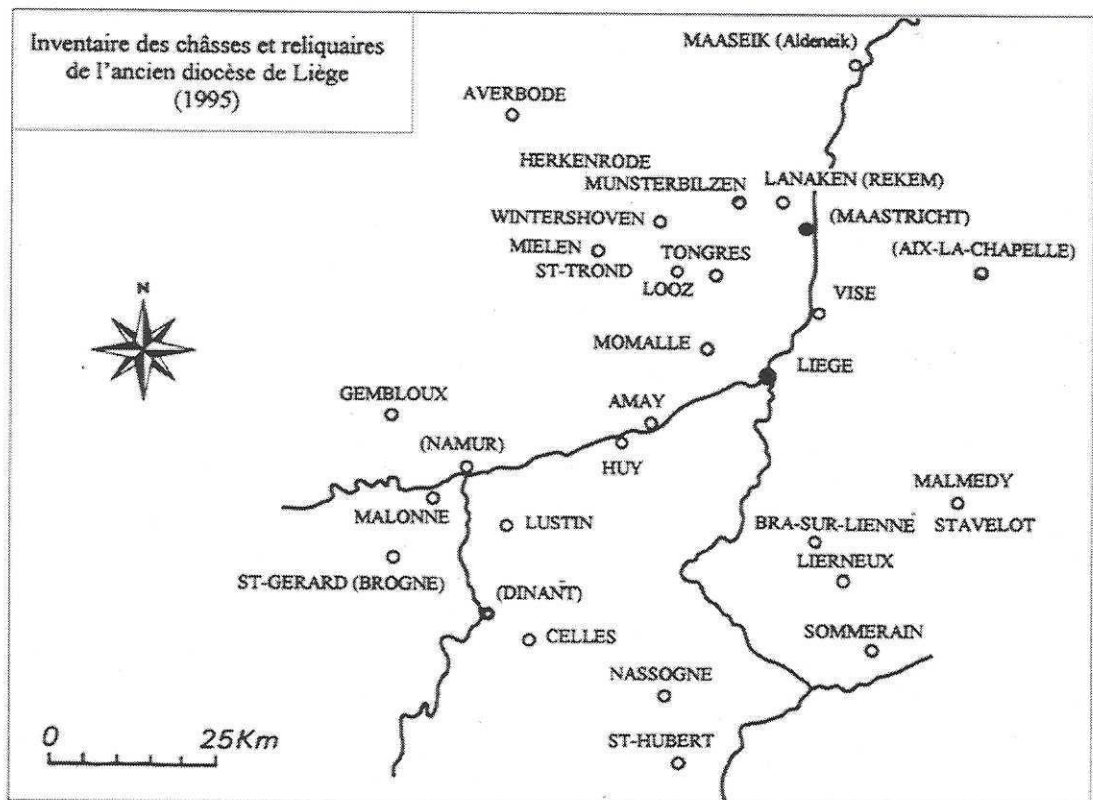 Inventaire des châsses et reliquaires
de l'ancien diocèse de Liège
(1995)
MAASEIK (Aldeneik)
AVERBODE
HERKENRODE
MUNSTERBILZEN
LANAKEN (REKEM)
WINTERSHOVEN
(MAASTRICHT)
MIELEN
TONGRES
(AIX-LA-CHAPELLE)
ST-TROND
LOOZ
VISE
N
MOMALLE
LIEGE
GEMBLOUX
AMAY
(NAMUR)
HUY
MALMEDY
MALONNE
LUSTIN
BRA-SUR-LIENNE
STAVELOT
LIERNEUX
ST-GERARD (BROGNE)
(DINANT)
CELLES
SOMMERAIN
NASSOGNE
0 25Km
ST-HUBERT